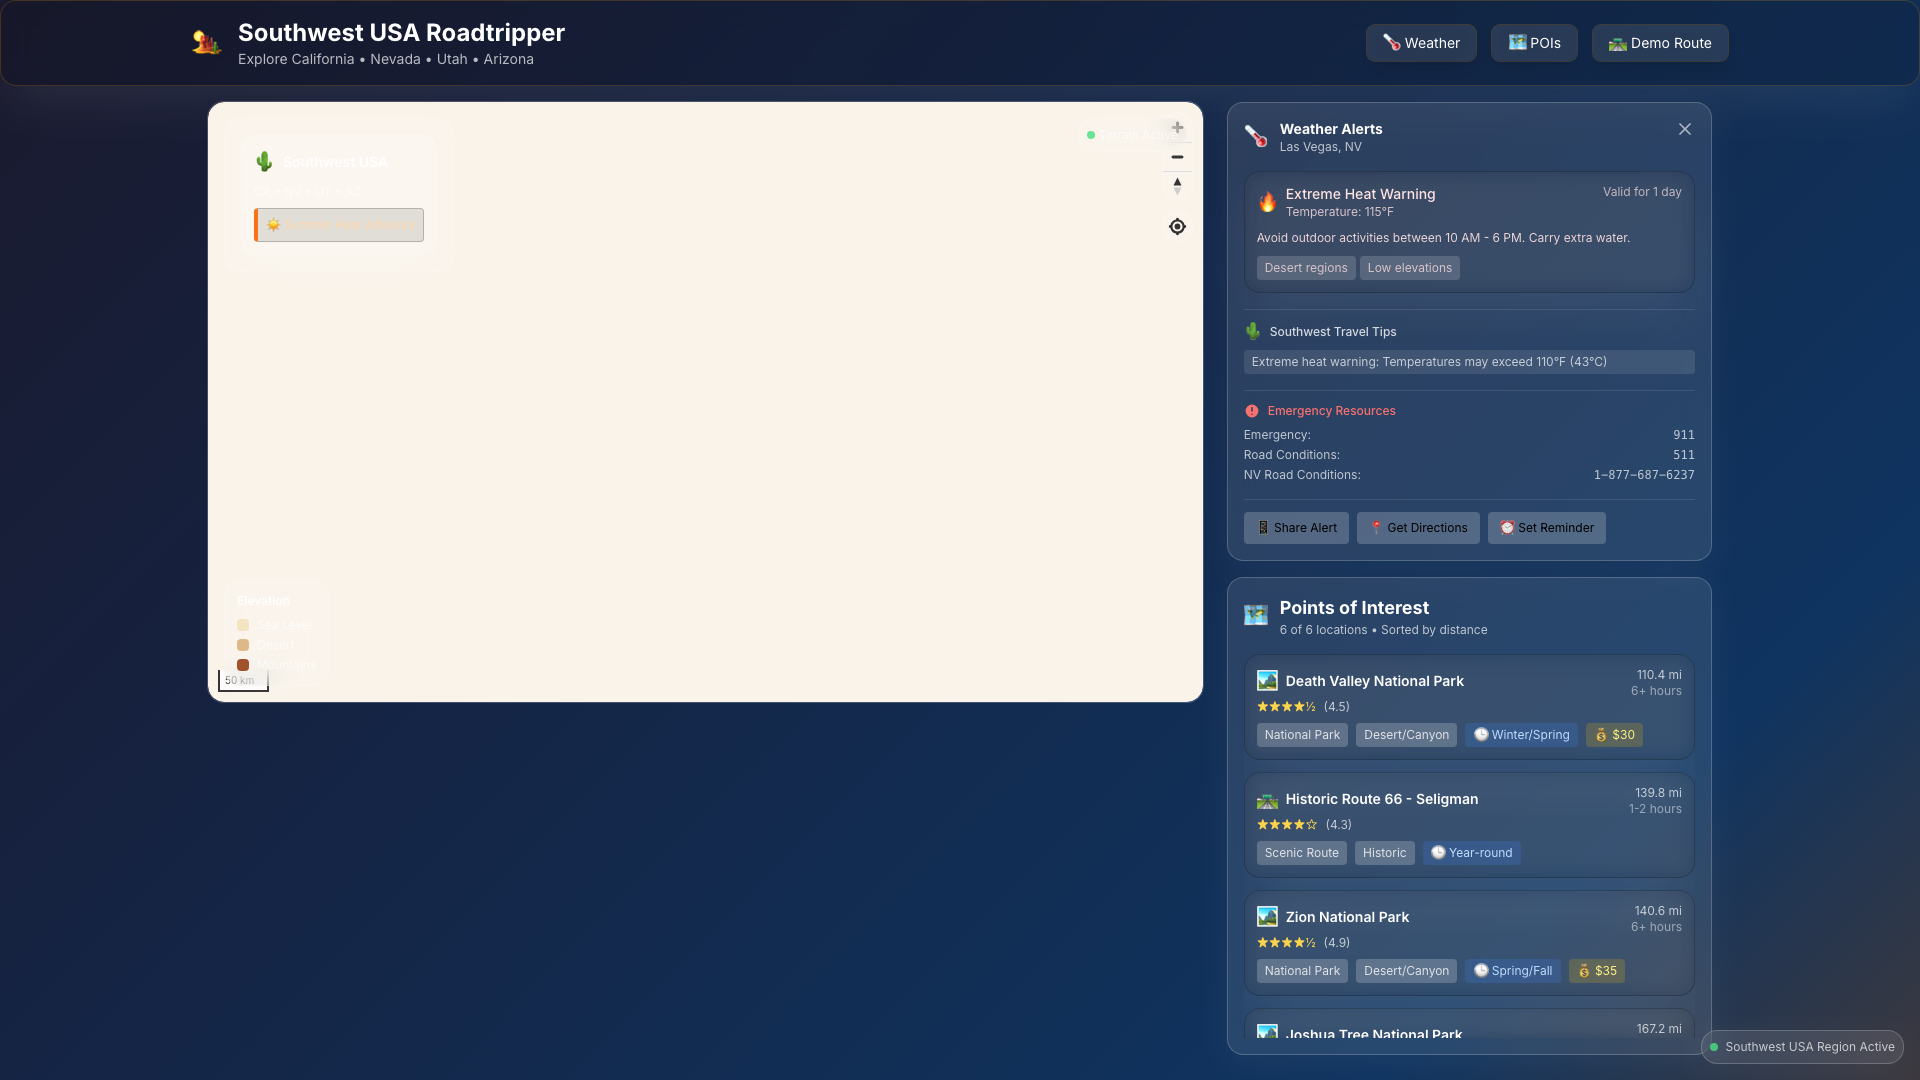 Southwest USA Roadtripper
Explore California • Nevada • Utah • Arizona
Weather
POIs
Demo Route
Southwest USA
Elevation
Sea Level
Desert
Mountains
50 km
Weather Alerts
Las Vegas, NV
Extreme Heat Warning
Valid for 1 day
Temperature: 115°F
Avoid outdoor activities between 10 AM - 6 PM. Carry extra water.
Desert regions
Low elevations
Southwest Travel Tips
Extreme heat warning: Temperatures may exceed 110°F (43°C)
Emergency Resources
Emergency: 911
Road Conditions: 511
NV Road Conditions: 1-877-687-6237
Share Alert
Get Directions
Set Reminder
Points of Interest
6 of 6 locations • Sorted by distance
Death Valley National Park
110.4 mi
6+ hours
★★★★½ (4.5)
National Park
Desert/Canyon
Winter/Spring
$30
Historic Route 66 - Seligman
139.8 mi
1-2 hours
★★★★☆ (4.3)
Scenic Route
Historic
Year-round
Zion National Park
140.6 mi
6+ hours
★★★★½ (4.9)
National Park
Desert/Canyon
Spring/Fall
$35
Joshua Tree National Park
167.2 mi
Southwest USA Region Active